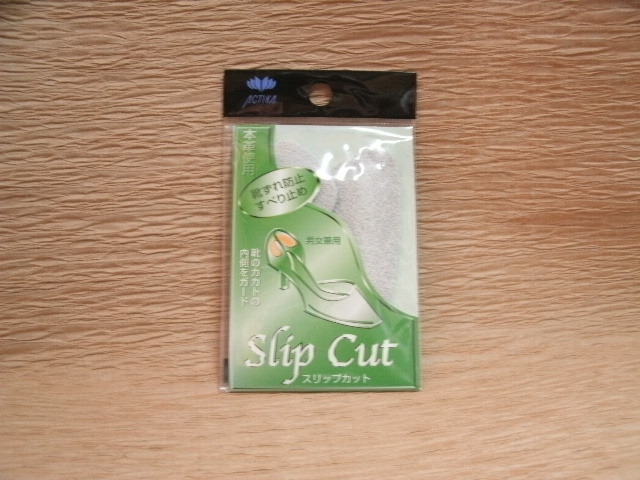 ACTIKA
本革使用
靴ずれ防止
すべり止め
男女兼用
靴のカカトの
内側をガード
Slip Cut
スリップカット